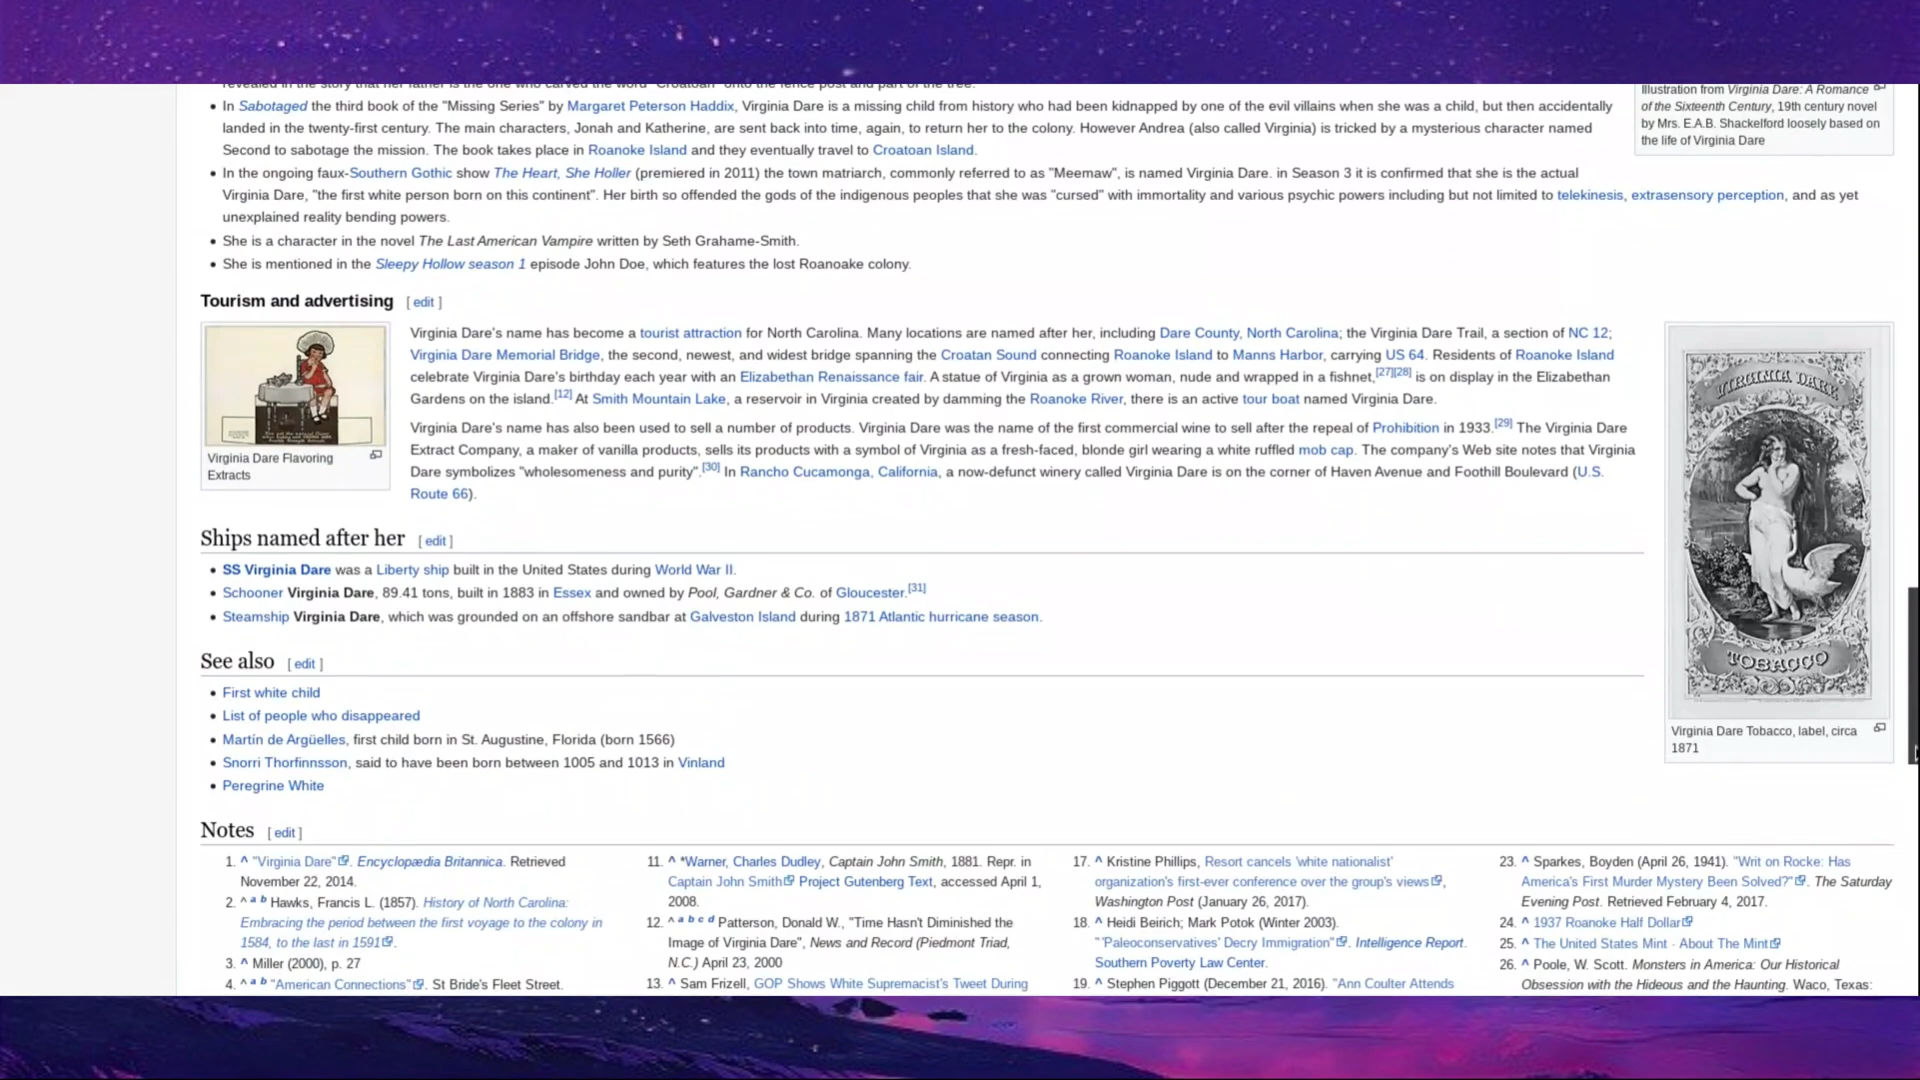 Illustration from Virginia Dare: A Romance
of the Sixteenth Century, 19th century novel
by Mrs. E.A.B. Shackelford loosely based on
the life of Virginia Dare
revealed in the story that her father is the one who carved the word "Croatoan" onto the fence post and part of the tree.
• In Sabotaged the third book of the "Missing Series" by Margaret Peterson Haddix, Virginia Dare is a missing child from history who had been kidnapped by one of the evil villains when she was a child, but then accidentally
landed in the twenty-first century. The main characters, Jonah and Katherine, are sent back into time, again, to return her to the colony. However Andrea (also called Virginia) is tricked by a mysterious character named
Second to sabotage the mission. The book takes place in Roanoke Island and they eventually travel to Croatoan Island.
• In the ongoing faux-Southern Gothic show The Heart, She Holler (premiered in 2011) the town matriarch, commonly referred to as "Meemaw", is named Virginia Dare. in Season 3 it is confirmed that she is the actual
Virginia Dare, "the first white person born on this continent". Her birth so offended the gods of the indigenous peoples that she was "cursed" with immortality and various psychic powers including but not limited to telekinesis, extrasensory perception, and as yet
unexplained reality bending powers.
• She is a character in the novel The Last American Vampire written by Seth Grahame-Smith.
• She is mentioned in the Sleepy Hollow season 1 episode John Doe, which features the lost Roanoake colony.
Tourism and advertising [ edit ]
Virginia Dare Flavoring
Extracts
Virginia Dare's name has become a tourist attraction for North Carolina. Many locations are named after her, including Dare County, North Carolina; the Virginia Dare Trail, a section of NC 12;
Virginia Dare Memorial Bridge, the second, newest, and widest bridge spanning the Croatan Sound connecting Roanoke Island to Manns Harbor, carrying US 64. Residents of Roanoke Island
celebrate Virginia Dare's birthday each year with an Elizabethan Renaissance fair. A statue of Virginia as a grown woman, nude and wrapped in a fishnet,[27][28] is on display in the Elizabethan
Gardens on the island.[12] At Smith Mountain Lake, a reservoir in Virginia created by damming the Roanoke River, there is an active tour boat named Virginia Dare.
Virginia Dare's name has also been used to sell a number of products. Virginia Dare was the name of the first commercial wine to sell after the repeal of Prohibition in 1933.[29] The Virginia Dare
Extract Company, a maker of vanilla products, sells its products with a symbol of Virginia as a fresh-faced, blonde girl wearing a white ruffled mob cap. The company's Web site notes that Virginia
Dare symbolizes "wholesomeness and purity".[30] In Rancho Cucamonga, California, a now-defunct winery called Virginia Dare is on the corner of Haven Avenue and Foothill Boulevard (U.S.
Route 66).
VIRGINIA DARE
TOBACCO
Virginia Dare Tobacco, label, circa
1871
Ships named after her [ edit ]
• SS Virginia Dare was a Liberty ship built in the United States during World War II.
• Schooner Virginia Dare, 89.41 tons, built in 1883 in Essex and owned by Pool, Gardner & Co. of Gloucester.[31]
• Steamship Virginia Dare, which was grounded on an offshore sandbar at Galveston Island during 1871 Atlantic hurricane season.
See also [ edit ]
• First white child
• List of people who disappeared
• Martín de Argüelles, first child born in St. Augustine, Florida (born 1566)
• Snorri Thorfinnsson, said to have been born between 1005 and 1013 in Vinland
• Peregrine White
Notes [ edit ]
1. ^ "Virginia Dare". Encyclopædia Britannica. Retrieved
November 22, 2014.
2. ^ a b Hawks, Francis L. (1857). History of North Carolina:
Embracing the period between the first voyage to the colony in
1584, to the last in 1591.
3. ^ Miller (2000), p. 27
4. ^ a b "American Connections". St Bride's Fleet Street.
11. ^ *Warner, Charles Dudley, Captain John Smith, 1881. Repr. in
Captain John Smith Project Gutenberg Text, accessed April 1,
2008.
12. ^ a b c d Patterson, Donald W., "Time Hasn't Diminished the
Image of Virginia Dare", News and Record (Piedmont Triad,
N.C.) April 23, 2000
13. ^ Sam Frizell, GOP Shows White Supremacist's Tweet During
17. ^ Kristine Phillips, Resort cancels 'white nationalist'
organization's first-ever conference over the group's views,
Washington Post (January 26, 2017).
18. ^ Heidi Beirich; Mark Potok (Winter 2003).
"'Paleoconservatives' Decry Immigration". Intelligence Report.
Southern Poverty Law Center.
19. ^ Stephen Piggott (December 21, 2016). "Ann Coulter Attends
23. ^ Sparkes, Boyden (April 26, 1941). "Writ on Rocke: Has
America's First Murder Mystery Been Solved?". The Saturday
Evening Post. Retrieved February 4, 2017.
24. ^ 1937 Roanoke Half Dollar
25. ^ The United States Mint · About The Mint
26. ^ Poole, W. Scott. Monsters in America: Our Historical
Obsession with the Hideous and the Haunting. Waco, Texas: